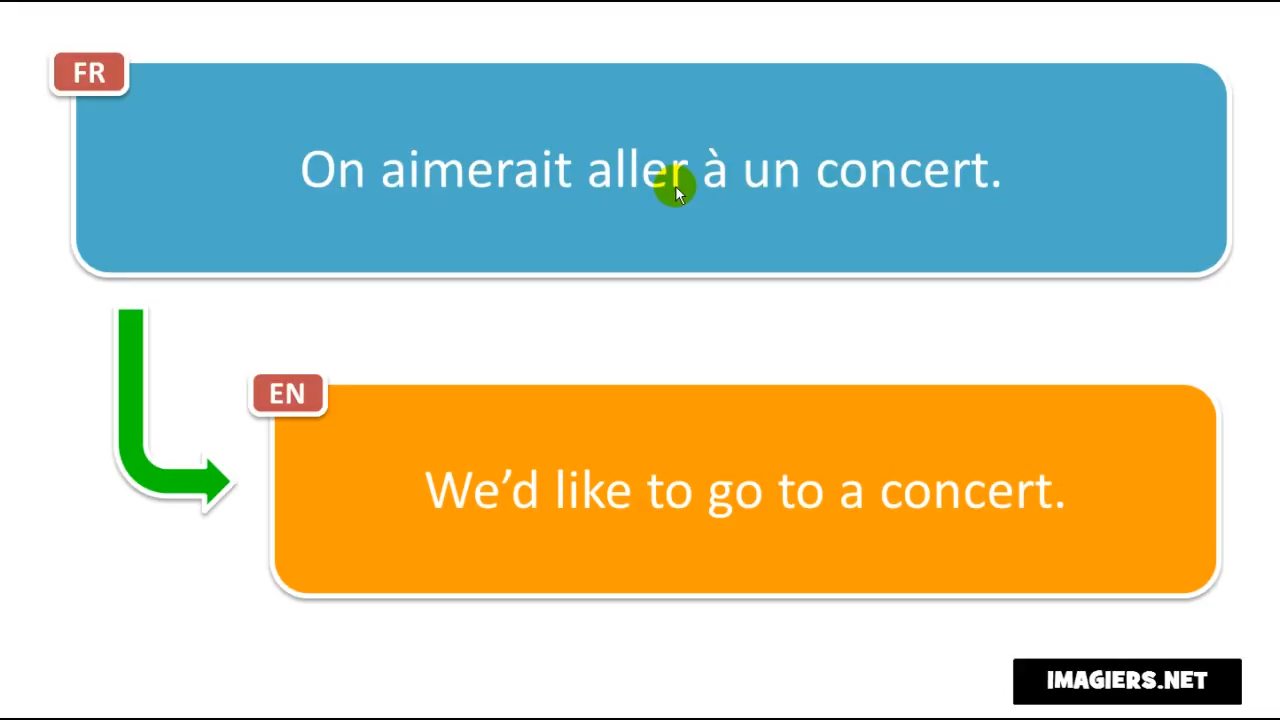 FR
On aimerait aller à un concert.
EN
We’d like to go to a concert.
IMAGIERS.NET